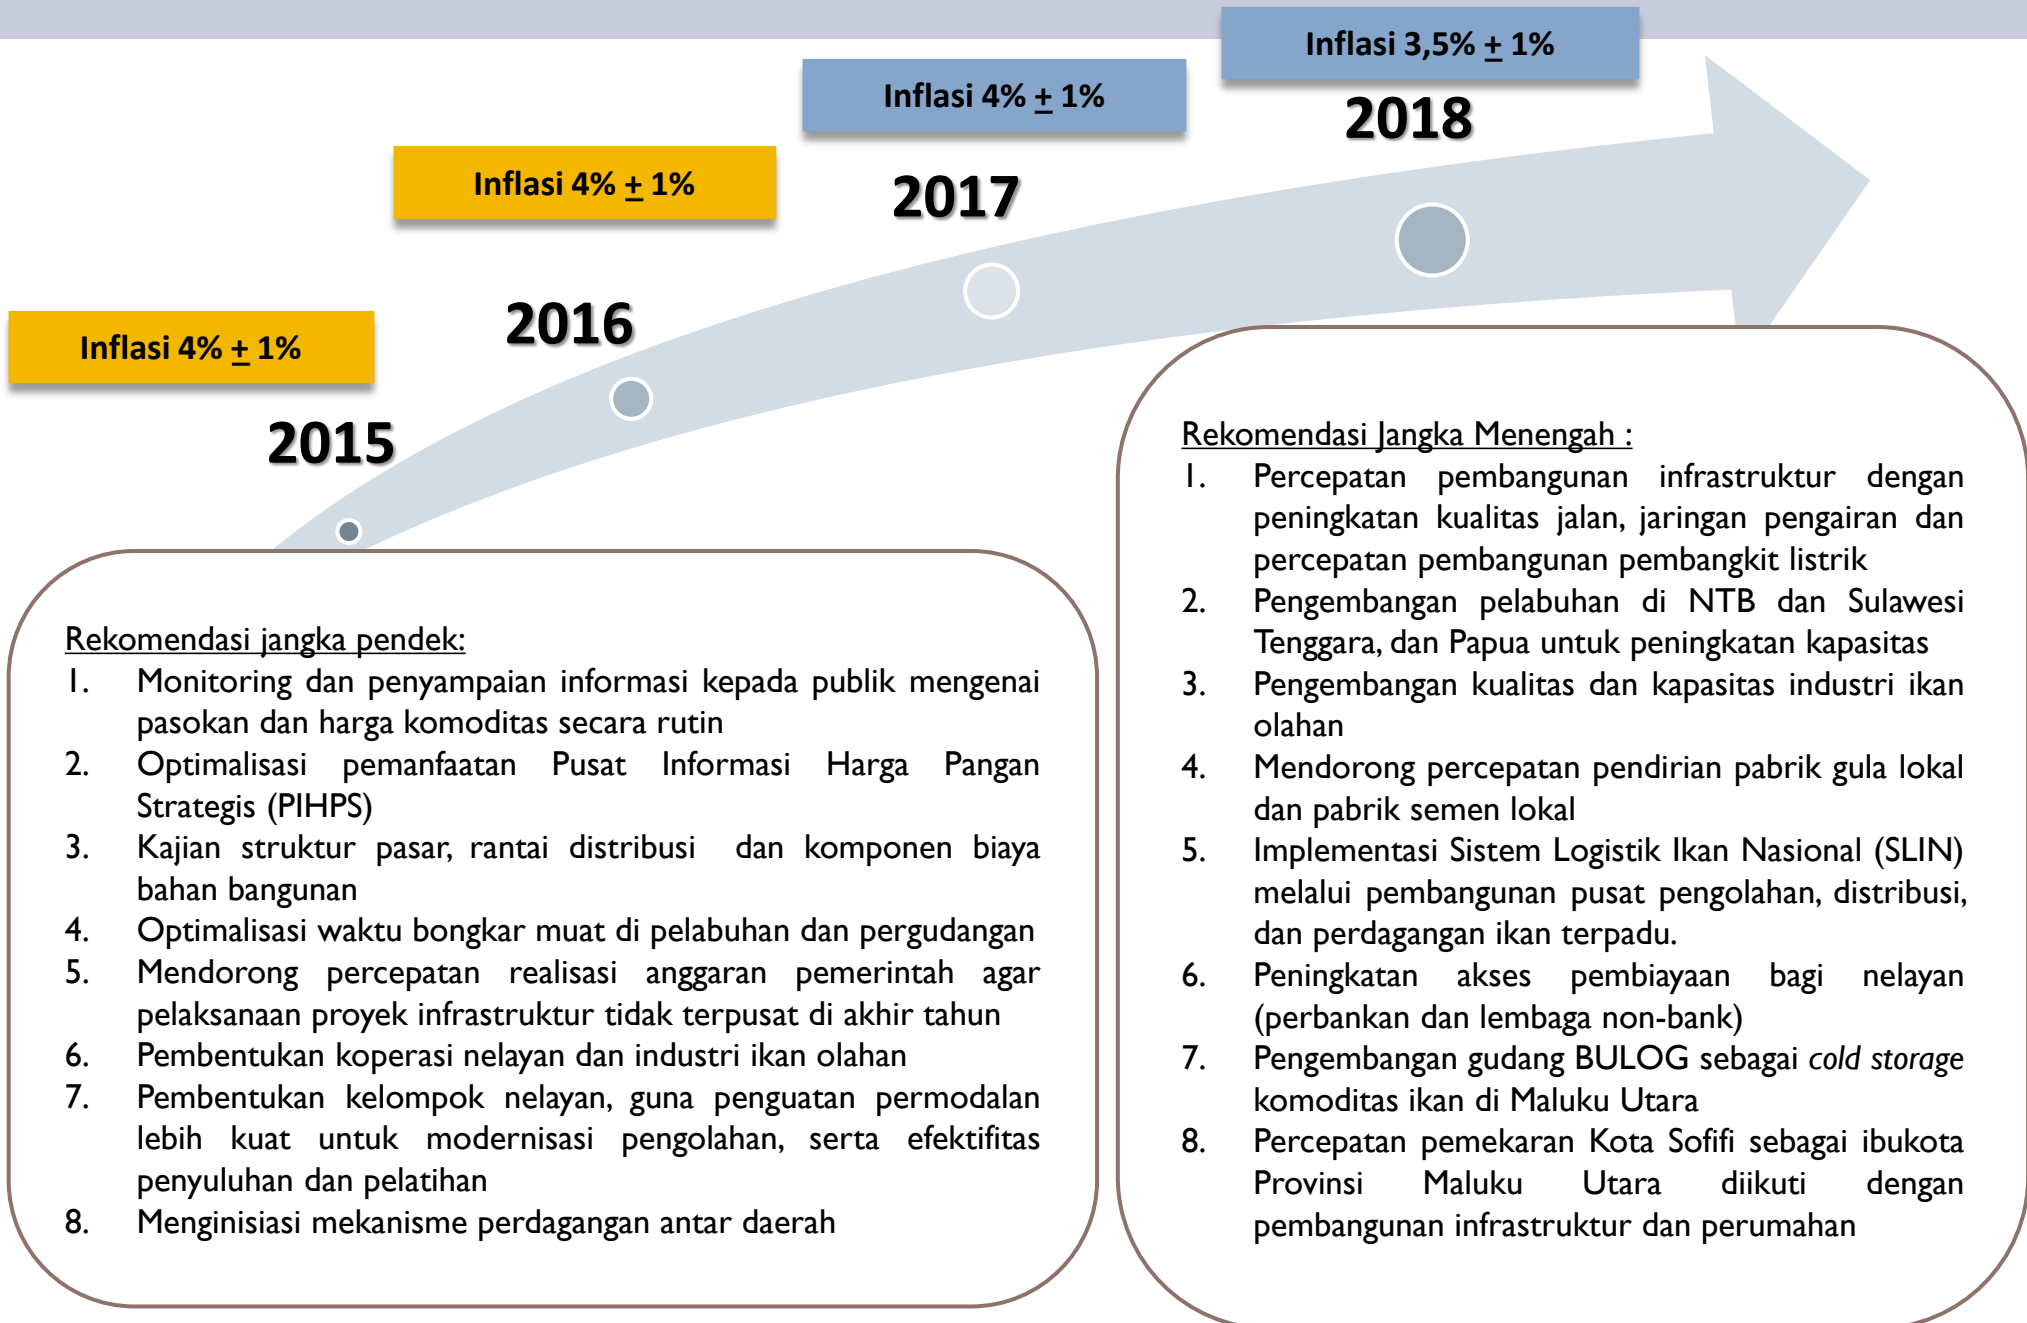 Inflasi 3,5% ± 1%
2018
Inflasi 4% ± 1%
2017
Inflasi 4% ± 1%
2016
Inflasi 4% ± 1%
2015
Rekomendasi jangka pendek:
1. Monitoring dan penyampaian informasi kepada publik mengenai
pasokan dan harga komoditas secara rutin
2. Optimalisasi pemanfaatan Pusat Informasi Harga Pangan
Strategis (PIHPS)
3. Kajian struktur pasar, rantai distribusi dan komponen biaya
bahan bangunan
4. Optimalisasi waktu bongkar muat di pelabuhan dan pergudangan
5. Mendorong percepatan realisasi anggaran pemerintah agar
pelaksanaan proyek infrastruktur tidak terpusat di akhir tahun
6. Pembentukan koperasi nelayan dan industri ikan olahan
7. Pembentukan kelompok nelayan, guna penguatan permodalan
lebih kuat untuk modernisasi pengolahan, serta efektifitas
penyuluhan dan pelatihan
8. Menginisiasi mekanisme perdagangan antar daerah
Rekomendasi Jangka Menengah :
1. Percepatan pembangunan infrastruktur dengan
peningkatan kualitas jalan, jaringan pengairan dan
percepatan pembangunan pembangkit listrik
2. Pengembangan pelabuhan di NTB dan Sulawesi
Tenggara, dan Papua untuk peningkatan kapasitas
3. Pengembangan kualitas dan kapasitas industri ikan
olahan
4. Mendorong percepatan pendirian pabrik gula lokal
dan pabrik semen lokal
5. Implementasi Sistem Logistik Ikan Nasional (SLIN)
melalui pembangunan pusat pengolahan, distribusi,
dan perdagangan ikan terpadu.
6. Peningkatan akses pembiayaan bagi nelayan
(perbankan dan lembaga non-bank)
7. Pengembangan gudang BULOG sebagai cold storage
komoditas ikan di Maluku Utara
8. Percepatan pemekaran Kota Sofifi sebagai ibukota
Provinsi Maluku Utara diikuti dengan
pembangunan infrastruktur dan perumahan